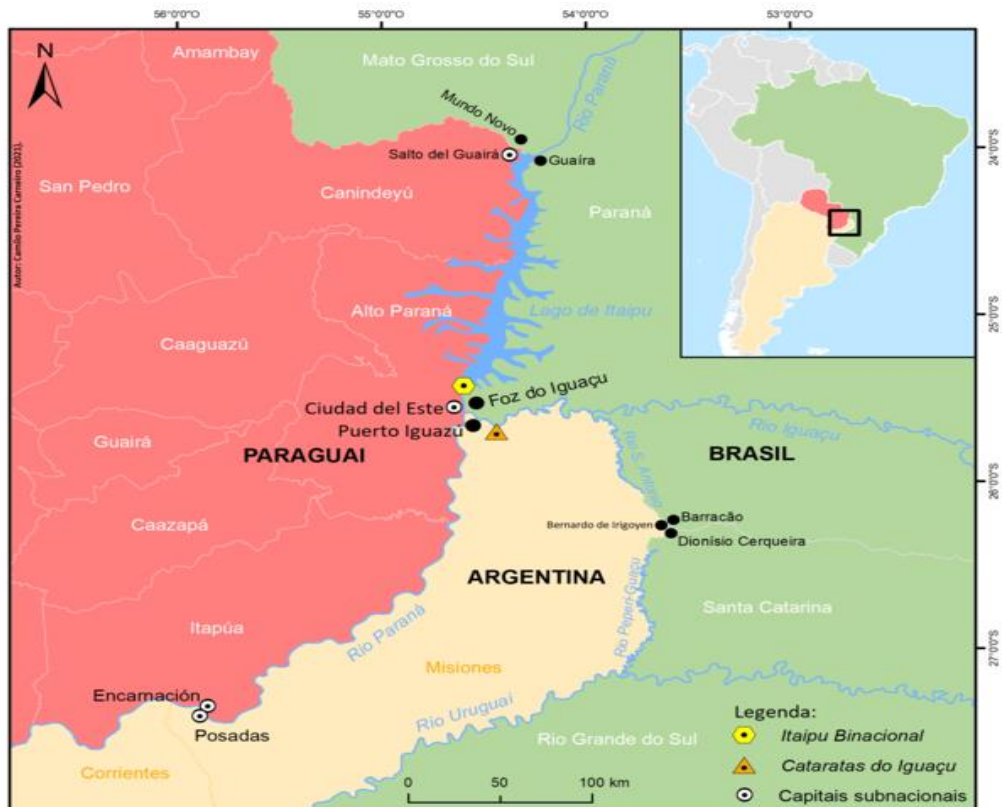 56°0'0"O
55°0'0"O
54°0'0"O
53°0'0"O
N
Autor: Camilo Pereira Carneiro (2021).
Amambay
Mato Grosso do Sul
Rio Paraná
Mundo Novo
Salto del Guairá
Guaíra
24°0'0"S
San Pedro
Canindeyú
Paraná
Alto Paraná
Lago de Itaipu
25°0'0"S
Caaguazú
Foz do Iguaçu
Ciudad del Este
Puerto Iguazú
Guairá
PARAGUAI
BRASIL
Rio Iguaçu
Rio S. Antônio
26°0'0"S
Caazapá
Bernardo de Irigoyen
Barracão
Dionísio Cerqueira
ARGENTINA
Rio Peperi-Guaçu
Santa Catarina
Itapúa
Rio Paraná
Misiones
27°0'0"S
Encarnación
Posadas
Rio Uruguai
Rio Grande do Sul
Corrientes
Legenda:
Itaipu Binacional
Cataratas do Iguaçu
Capitais subnacionais
0 50 100 km